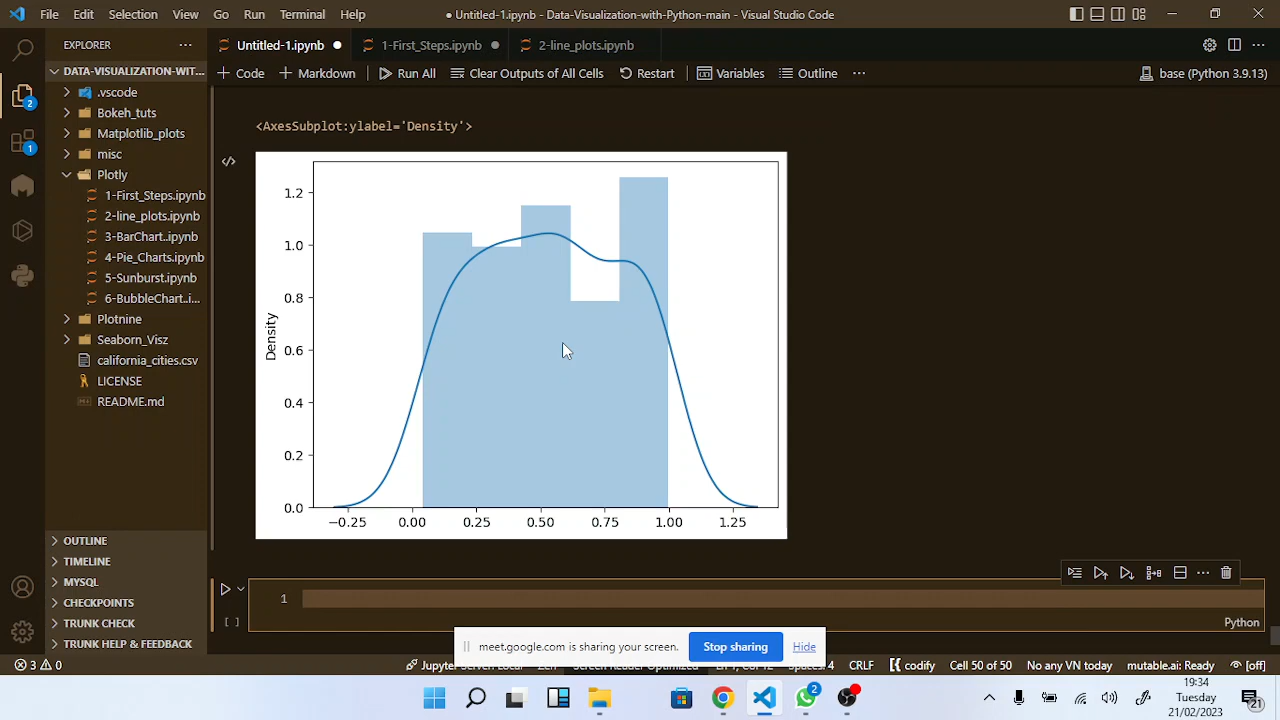 File Edit Selection View Go Run Terminal Help
● Untitled-1.ipynb - Data-Visualization-with-Python-main - Visual Studio Code
EXPLORER
Untitled-1.ipynb ● 1-First_Steps.ipynb ● 2-line_plots.ipynb
DATA-VISUALIZATION-WIT...
+ Code + Markdown Run All Clear Outputs of All Cells Restart Variables Outline ... base (Python 3.9.13)
.vscode
Bokeh_tuts
Matplotlib_plots
misc
Plotly
1-First_Steps.ipynb
2-line_plots.ipynb
3-BarChart..ipynb
4-Pie_Charts.ipynb
5-Sunburst.ipynb
6-BubbleChart..i...
Plotnine
Seaborn_Visz
california_cities.csv
LICENSE
README.md
OUTLINE
TIMELINE
MYSQL
CHECKPOINTS
TRUNK CHECK
TRUNK HELP & FEEDBACK
2
1
<AxesSubplot:ylabel='Density'>
1.2
1.0
0.8
0.6
0.4
0.2
0.0
Density
−0.25 0.00 0.25 0.50 0.75 1.00 1.25
1
[ ]
Python
meet.google.com is sharing your screen. Stop sharing Hide
3 0
CRLF codify Cell 50 of 50 No any VN today mutable-ai: Ready
2
19:34
Tuesday
21/02/2023
21